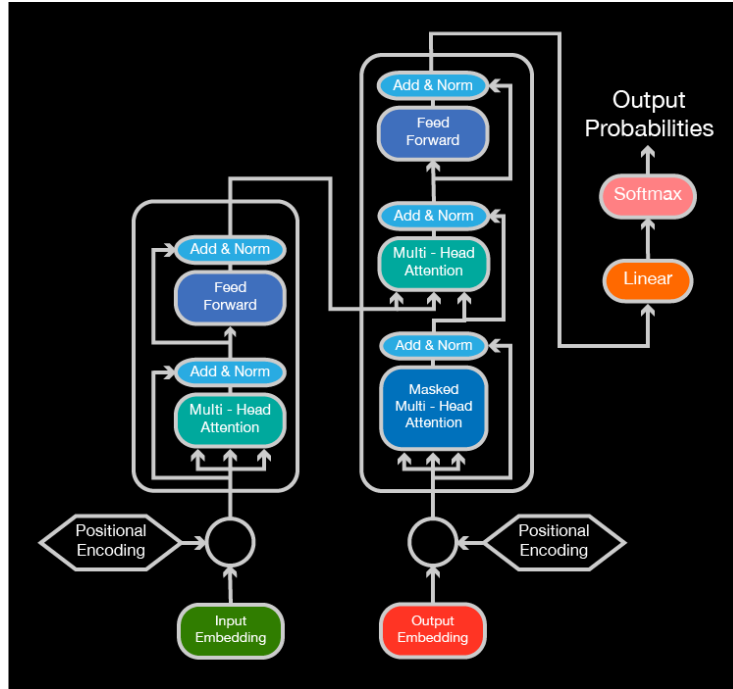 Add & Norm
Feed
Forward
Add & Norm
Multi - Head
Attention
Add & Norm
Masked
Multi - Head
Attention
Output
Probabilities
Softmax
Linear
Add & Norm
Feed
Forward
Add & Norm
Multi - Head
Attention
Positional
Encoding
Positional
Encoding
Input
Embedding
Output
Embedding